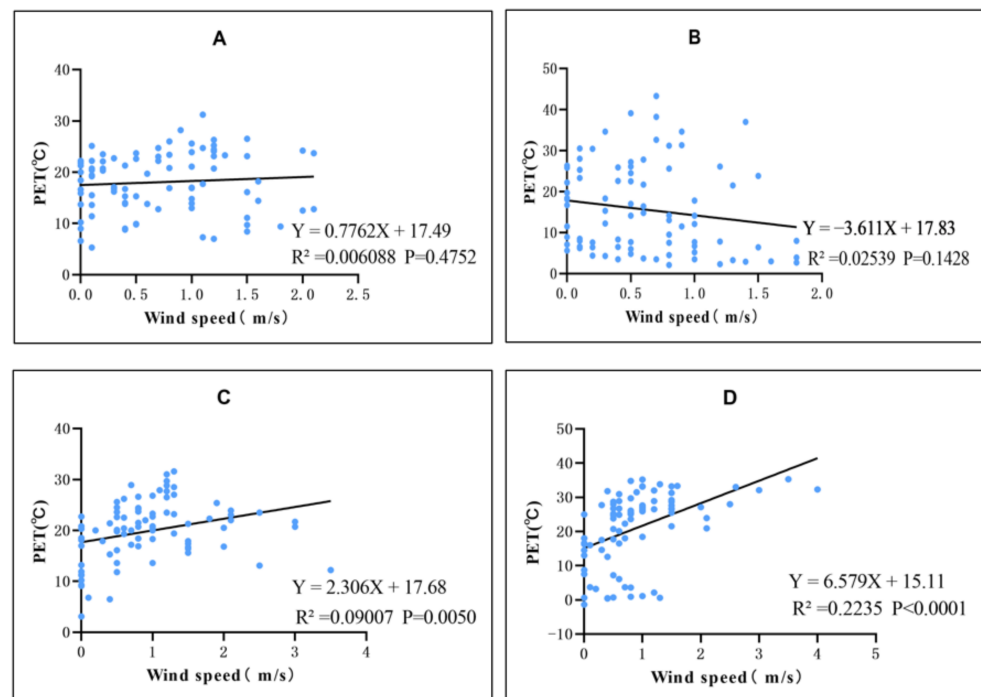 A
40
30
20
10
0
PET(℃)
0.0 0.5 1.0 1.5 2.0 2.5
Wind speed( m/s)
Y = 0.7762X + 17.49
R² =0.006088 P=0.4752
B
50
40
30
20
10
0
PET(℃)
0.0 0.5 1.0 1.5 2.0
Wind speed( m/s)
Y = −3.611X + 17.83
R² =0.02539 P=0.1428
C
40
30
20
10
0
PET(℃)
0 1 2 3 4
Wind speed( m/s)
Y = 2.306X + 17.68
R² =0.09007 P=0.0050
D
50
40
30
20
10
0
−10
PET(℃)
0 1 2 3 4 5
Wind speed( m/s)
Y = 6.579X + 15.11
R² =0.2235 P<0.0001